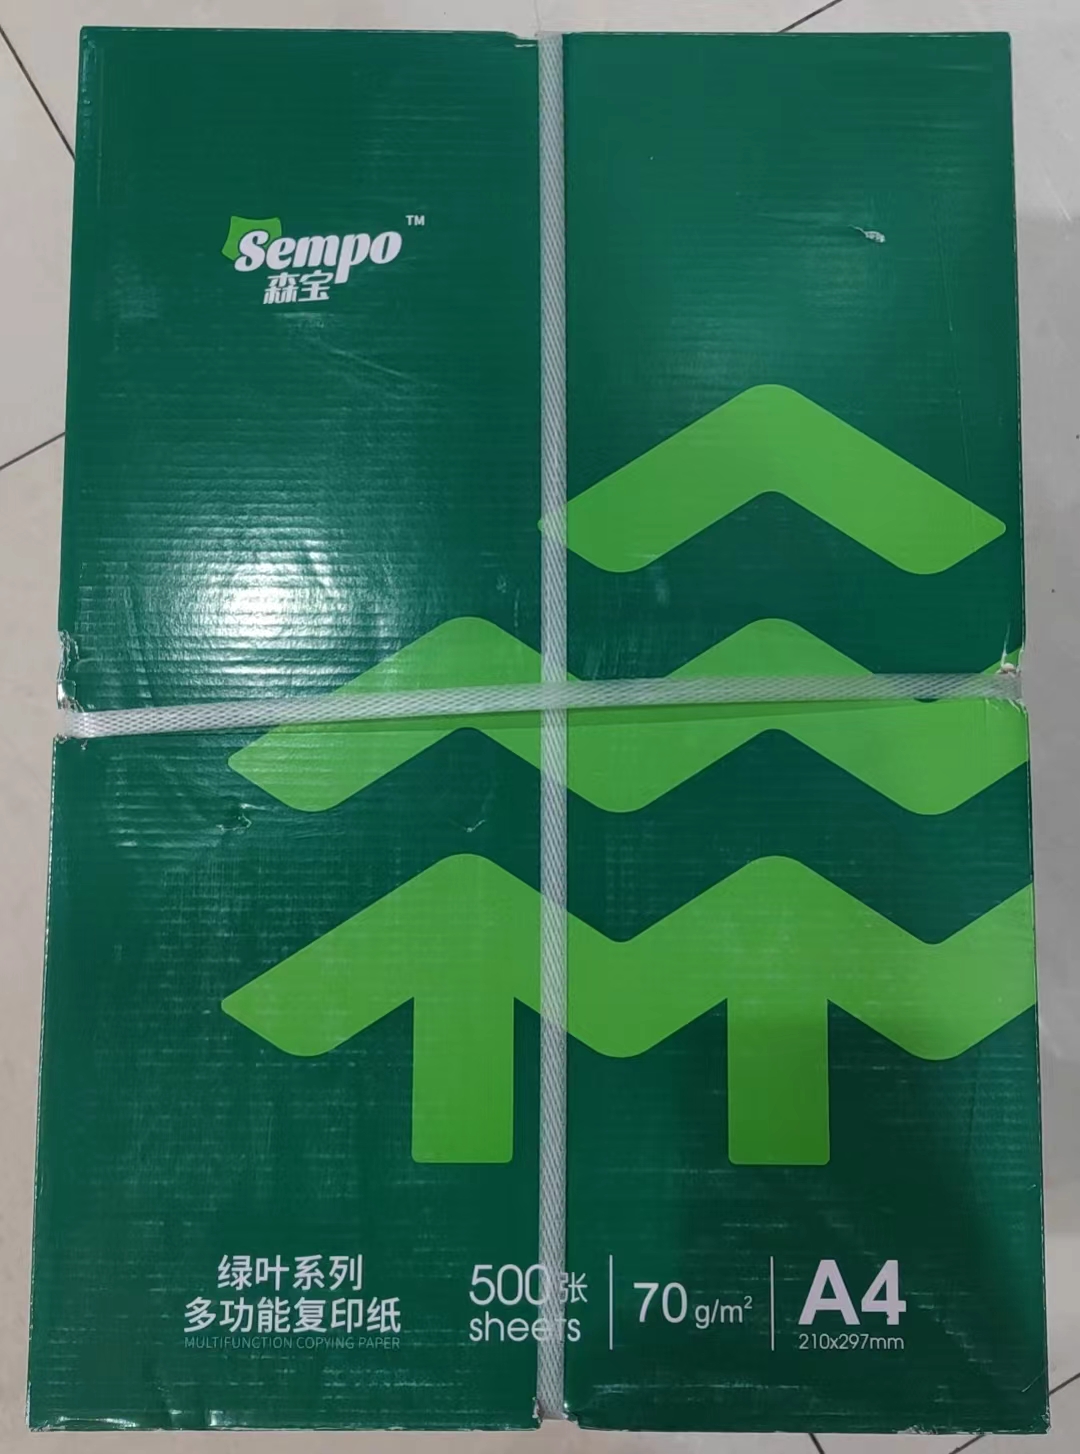 Sempo™
森宝
绿叶系列
多功能复印纸
MULTIFUNCTION COPYING PAPER
500张
sheets
70g/m²
A4
210x297mm